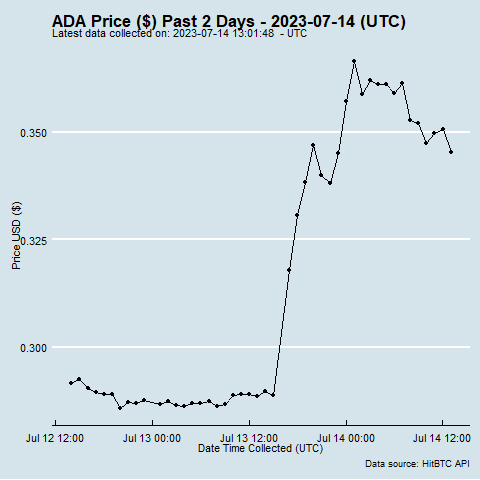 ADA Price ($) Past 2 Days - 2023-07-14 (UTC)
Latest data collected on: 2023-07-14 13:01:48 - UTC
Price USD ($)
0.350
0.325
0.300
Jul 12 12:00 Jul 13 00:00 Jul 13 12:00 Jul 14 00:00 Jul 14 12:00
Date Time Collected (UTC)
Data source: HitBTC API